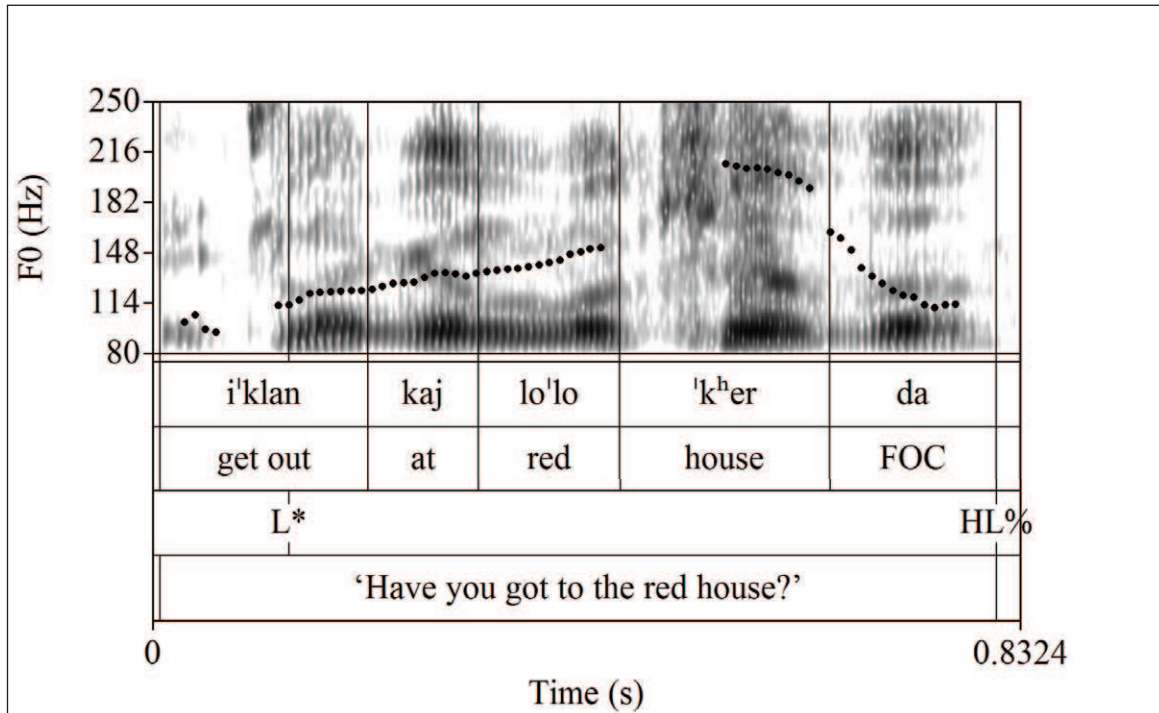 250
216
182
148
114
80
F0 (Hz)
iˈklan kaj loˈlo ˈkʰer da
get out at red house FOC
L* HL%
‘Have you got to the red house?’
0 0.8324
Time (s)